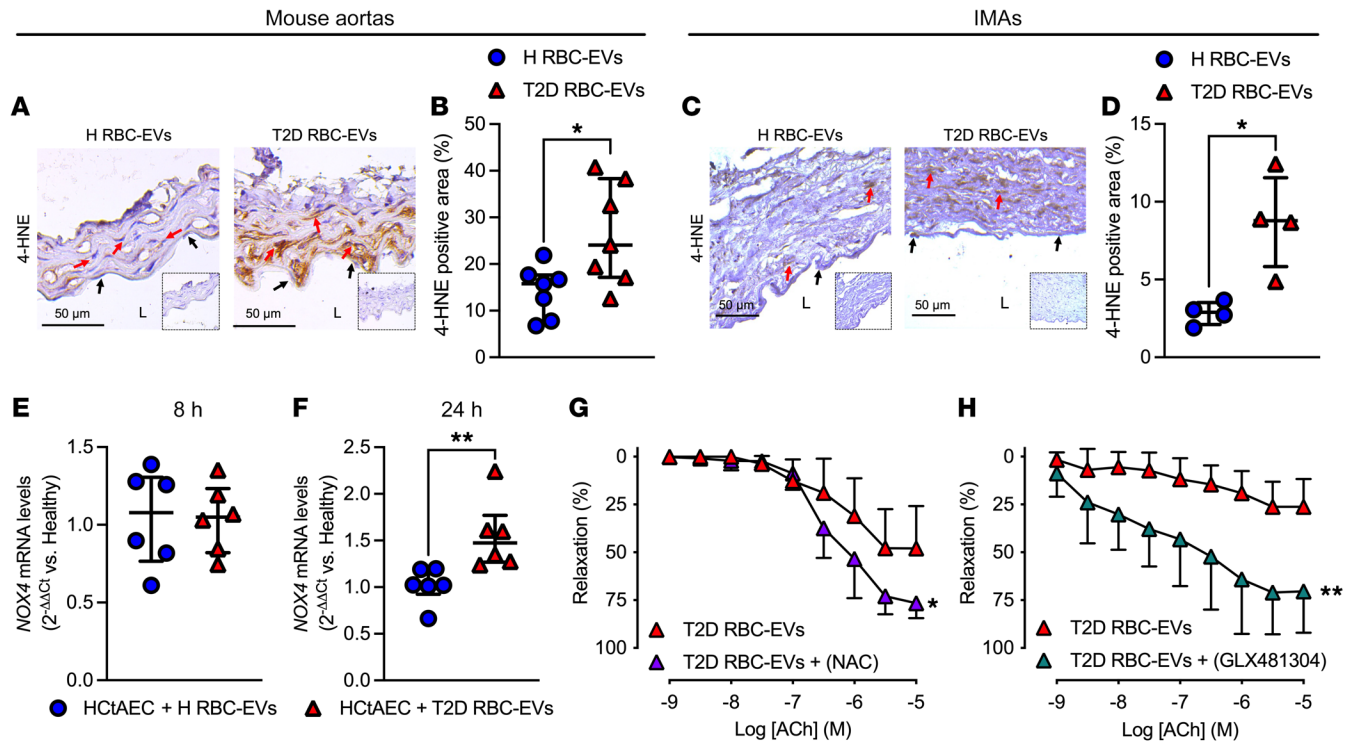 Mouse aortas
IMAs
H RBC-EVs
T2D RBC-EVs
H RBC-EVs
T2D RBC-EVs
A
H RBC-EVs
T2D RBC-EVs
4-HNE
50 µm
L
50 µm
L
B
4-HNE positive area (%)
50
40
30
20
10
0
*
C
H RBC-EVs
T2D RBC-EVs
4-HNE
50 µm
L
50 µm
L
D
4-HNE positive area (%)
15
10
5
0
*
E
8 h
NOX4 mRNA levels
(2-ΔΔCt vs. Healthy)
1.5
1.0
0.5
0.0
F
24 h
NOX4 mRNA levels
(2-ΔΔCt vs. Healthy)
2.5
2.0
1.5
1.0
0.5
0.0
**
HCtAEC + H RBC-EVs
HCtAEC + T2D RBC-EVs
G
Relaxation (%)
0
25
50
75
100
*
T2D RBC-EVs
T2D RBC-EVs + (NAC)
-9 -8 -7 -6 -5
Log [ACh] (M)
H
Relaxation (%)
0
25
50
75
100
**
T2D RBC-EVs
T2D RBC-EVs + (GLX481304)
-9 -8 -7 -6 -5
Log [ACh] (M)